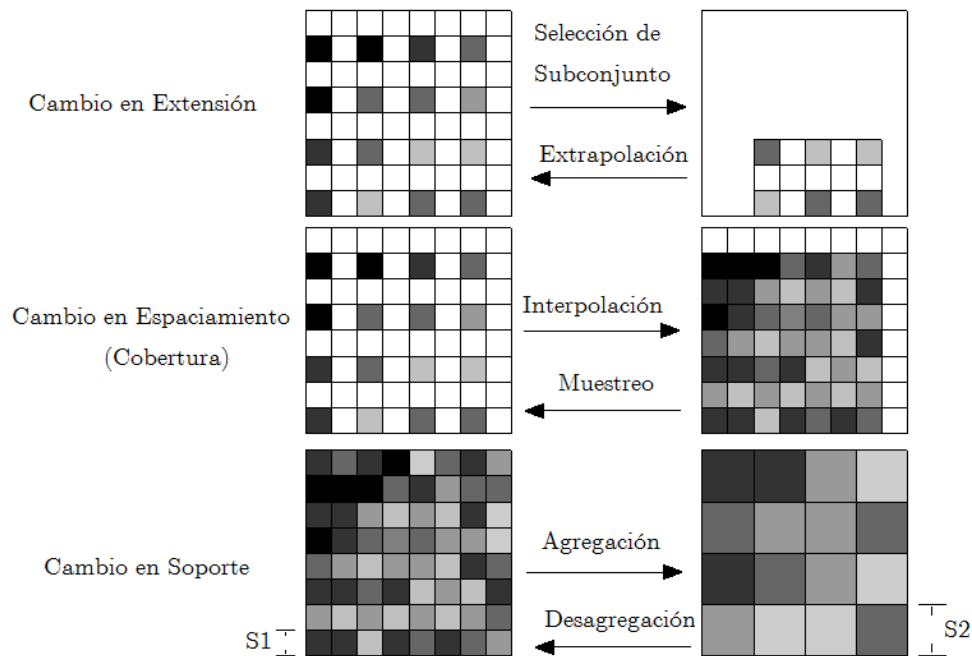 Selección de
Subconjunto
Cambio en Extensión
Extrapolación
Interpolación
Cambio en Espaciamiento
(Cobertura)
Muestreo
Agregación
Cambio en Soporte
Desagregación
S1
S2